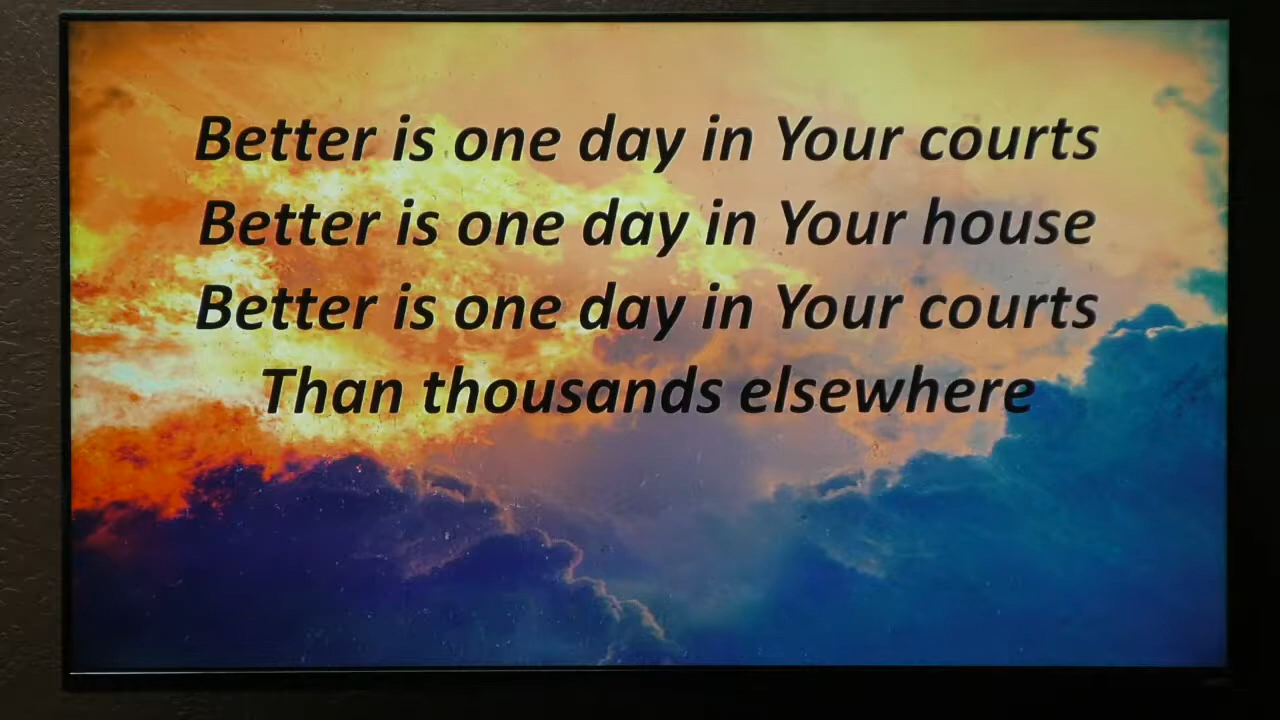 Better is one day in Your courts
Better is one day in Your house
Better is one day in Your courts
Than thousands elsewhere